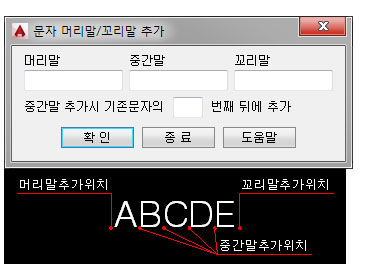 문자 머리말/꼬리말 추가
머리말 중간말 꼬리말
중간말 추가시 기존문자의 번째 뒤에 추가
확 인 종 료 도움말
머리말추가위치 꼬리말추가위치
ABCDE
중간말추가위치